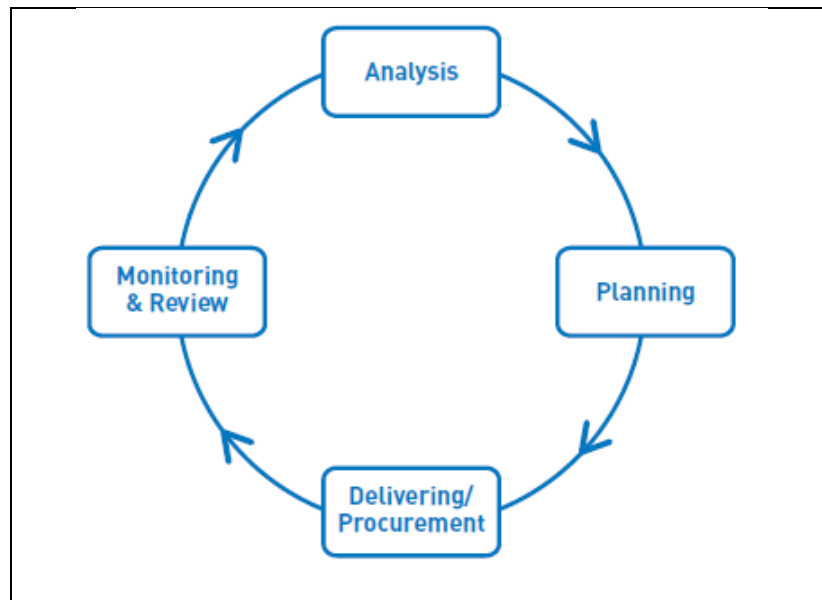 Analysis
Monitoring
& Review
Planning
Delivering/
Procurement